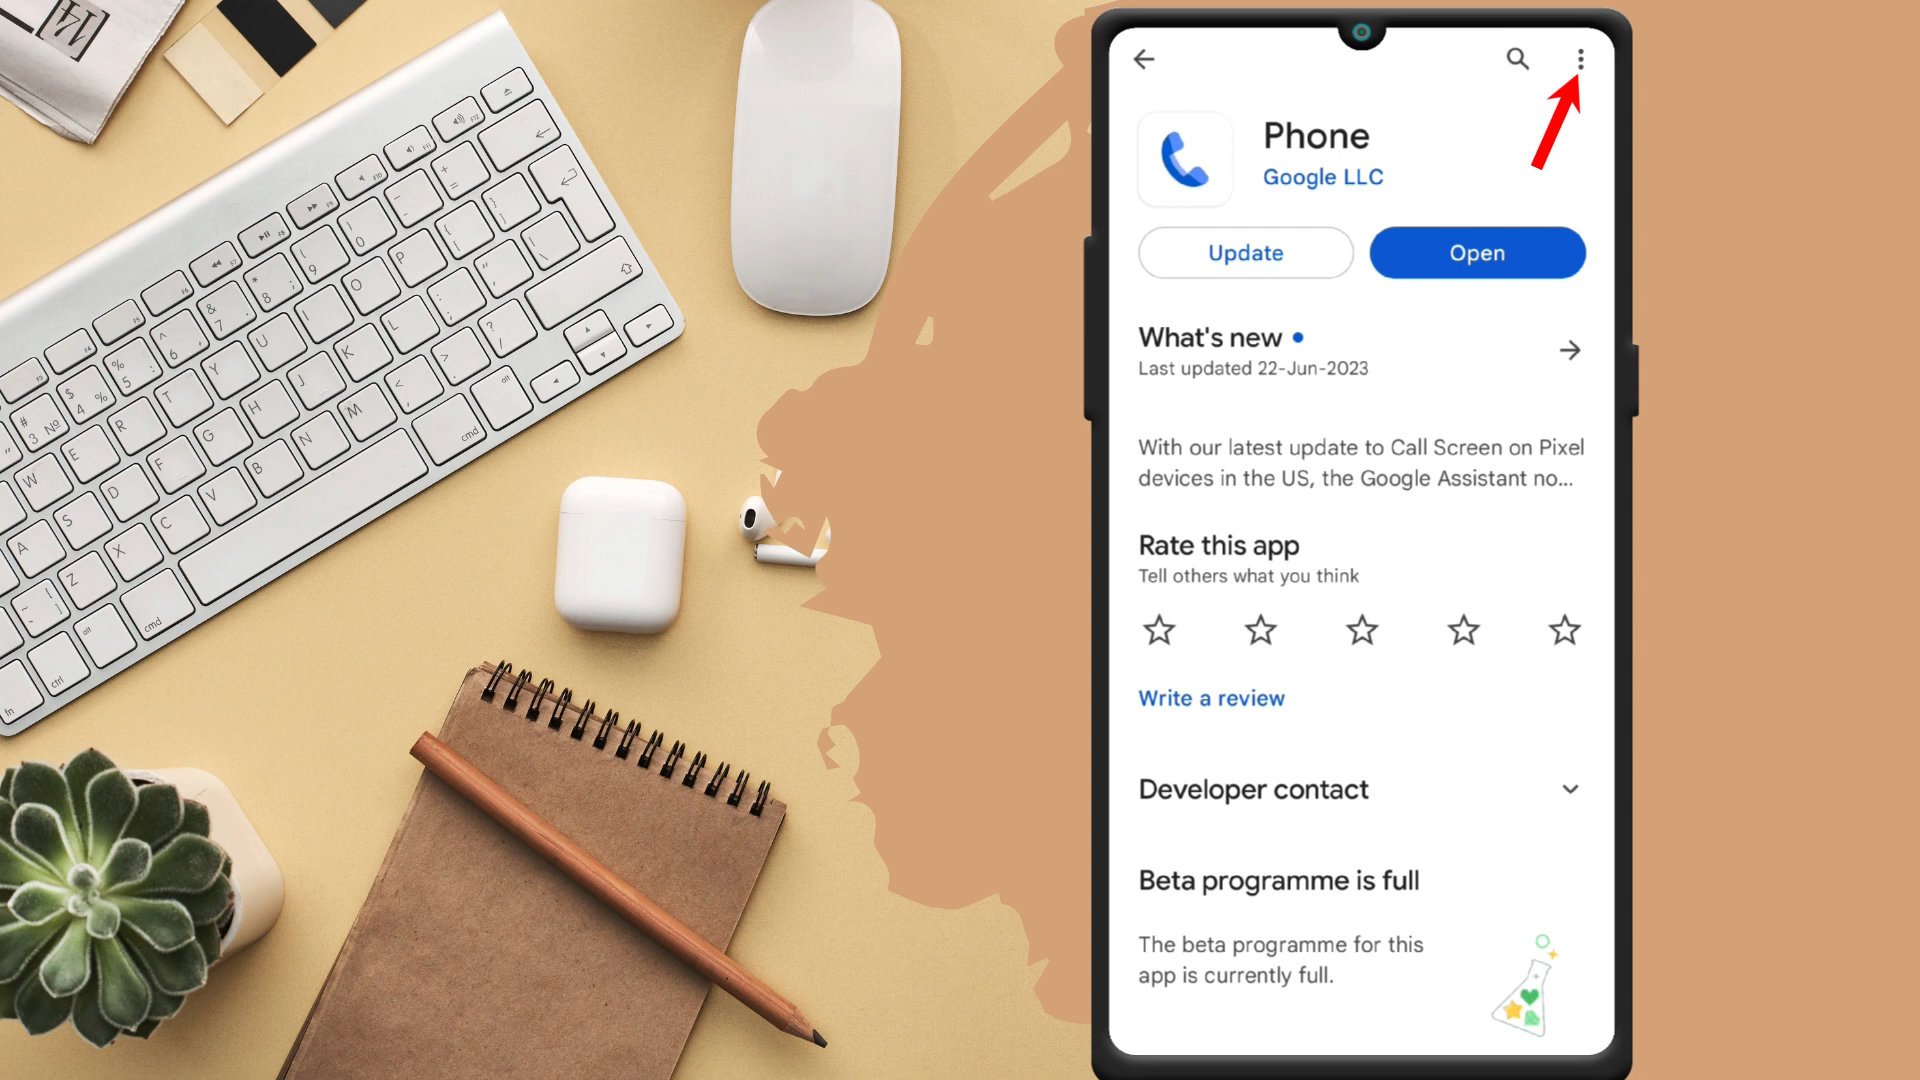 Phone
Google LLC
Update
Open
What's new
Last updated 22-Jun-2023
With our latest update to Call Screen on Pixel
devices in the US, the Google Assistant no...
Rate this app
Tell others what you think
Write a review
Developer contact
Beta programme is full
The beta programme for this
app is currently full.